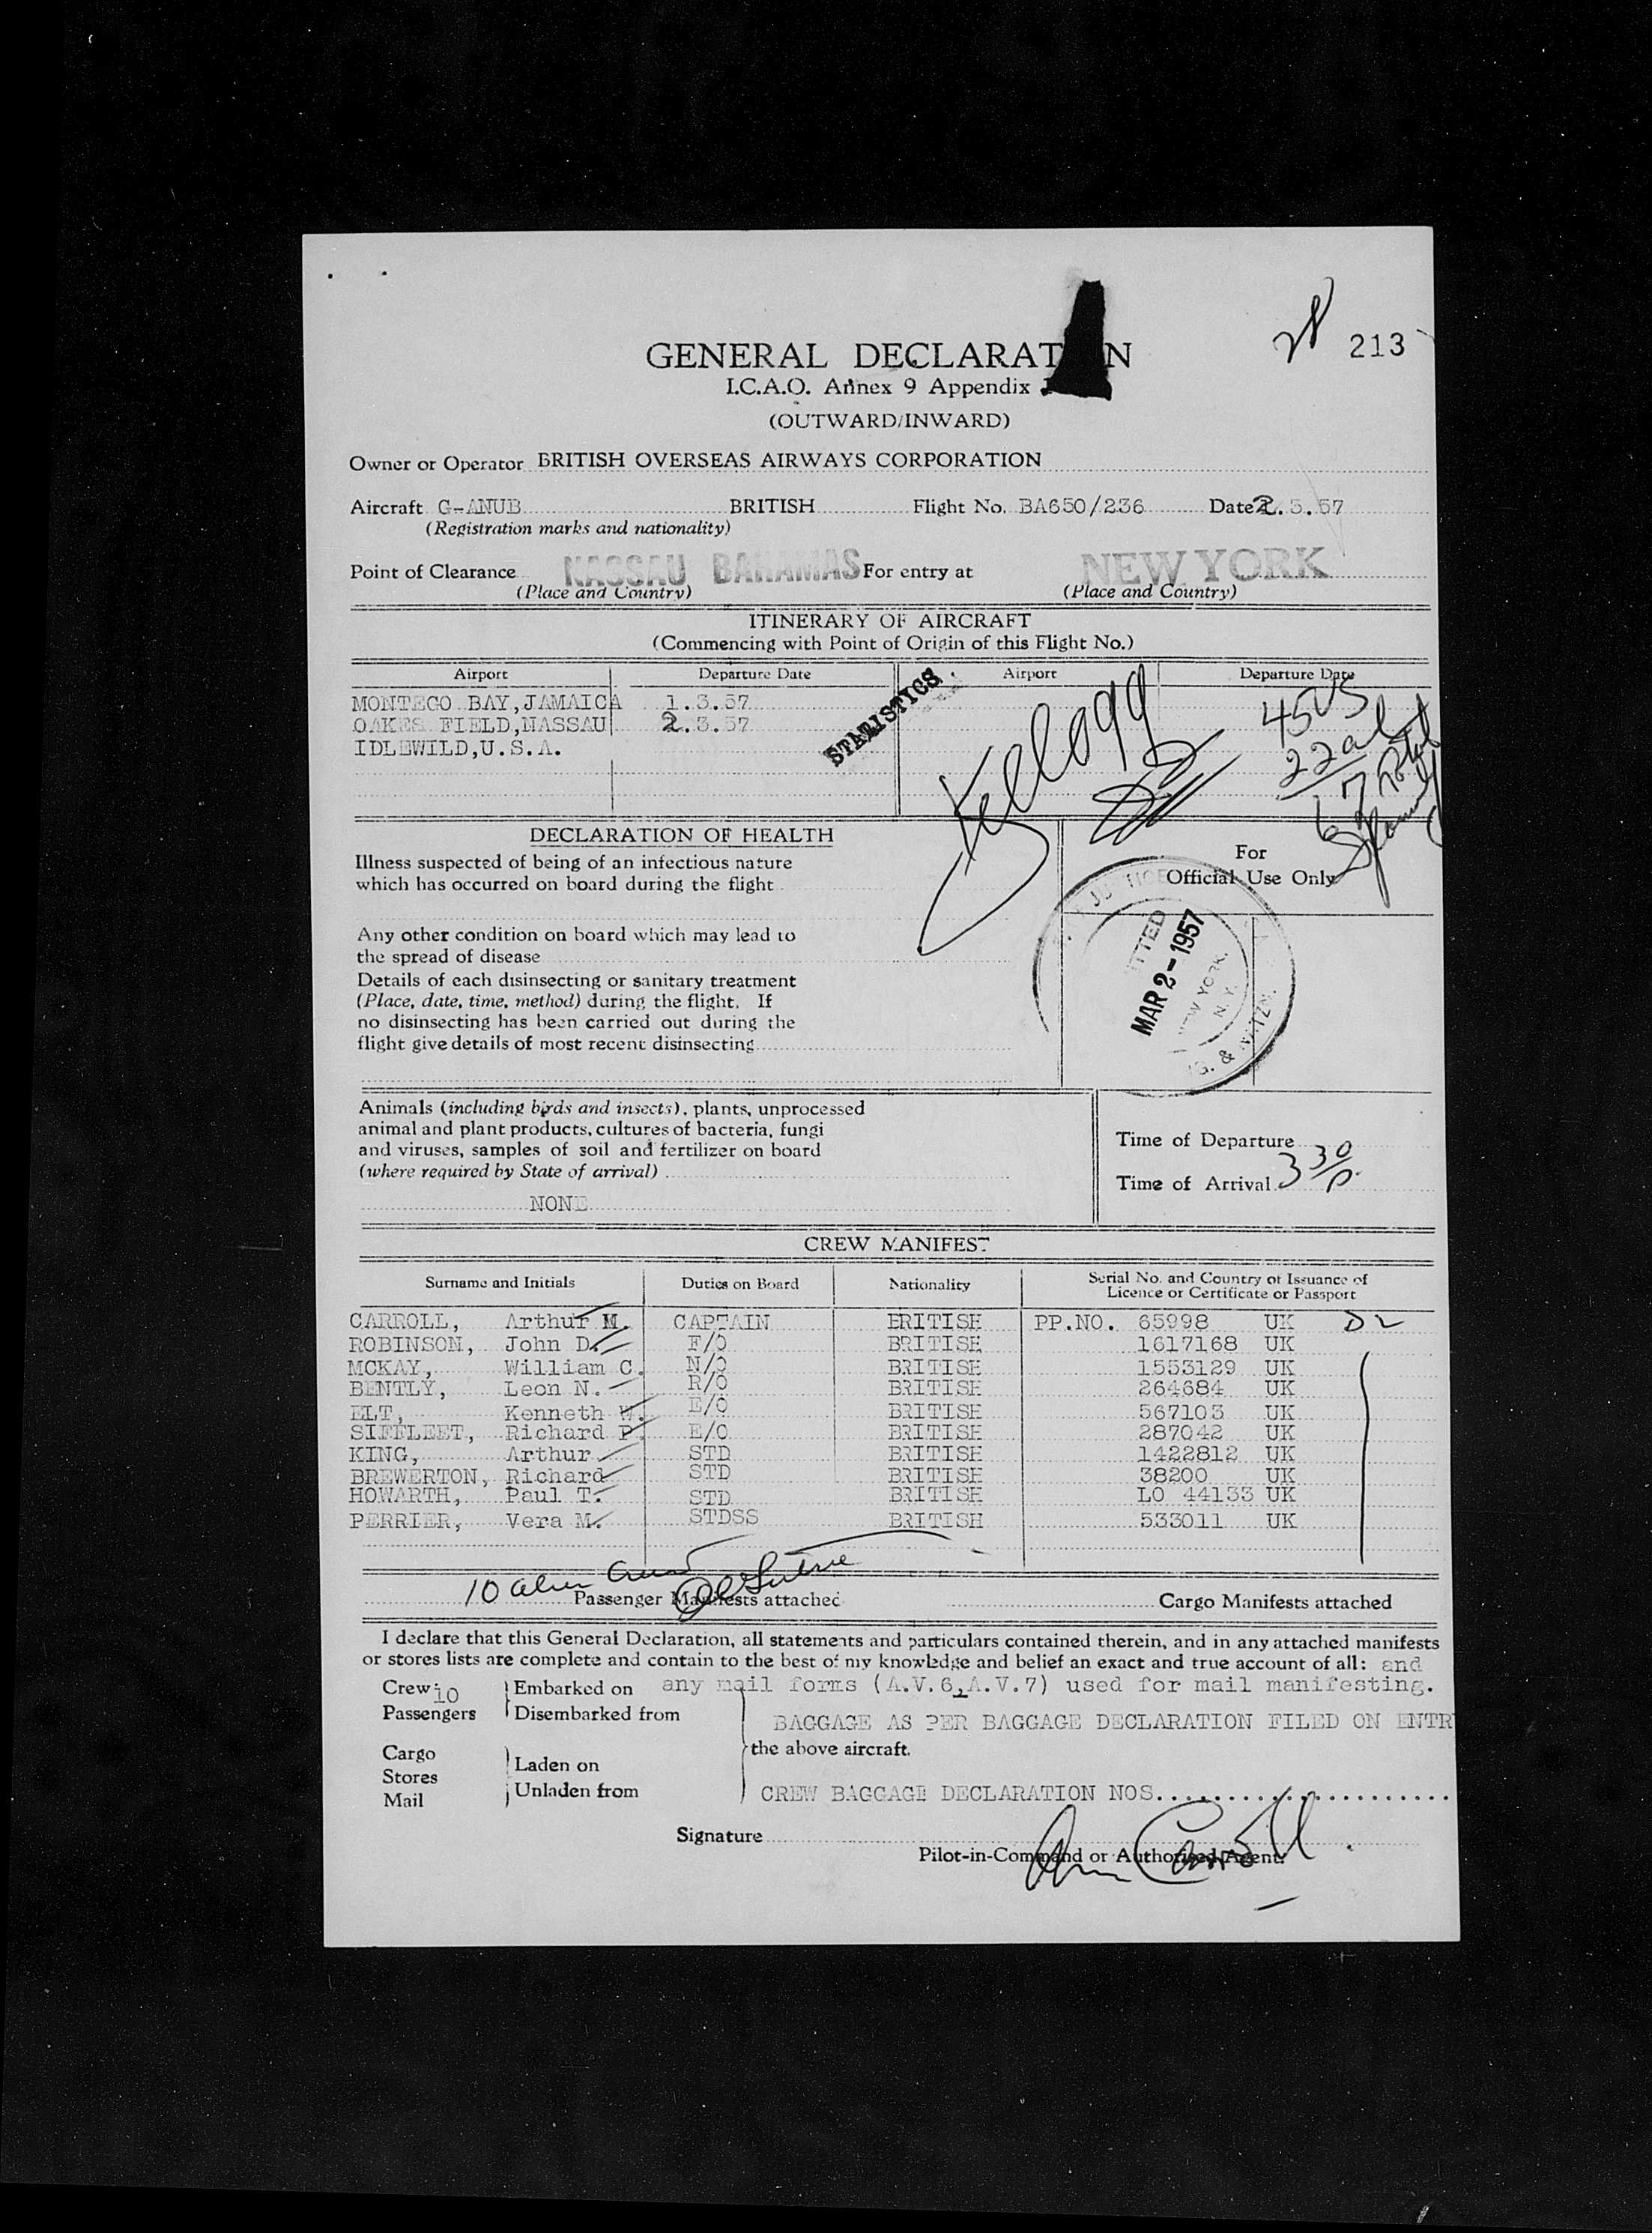 213
GENERAL DECLARAT N
I.C.A.O. Annex 9 Appendix
(OUTWARD/INWARD)
Owner or Operator BRITISH OVERSEAS AIRWAYS CORPORATION
Aircraft G-ANUB BRITISH Flight No. BA650/236 Date 2.3.57
(Registration marks and nationality)
Point of Clearance NASSAU BAHAMAS For entry at NEW YORK
(Place and Country) (Place and Country)
ITINERARY OF AIRCRAFT
(Commencing with Point of Origin of this Flight No.)
Airport Departure Date Airport Departure Date
MONTEGO BAY, JAMAICA 1.3.57
OAKES FIELD, NASSAU 2.3.57
IDLEWILD, U.S.A.
STATISTICS
Kellogg
45 US
22 al
67 Total
DECLARATION OF HEALTH
Illness suspected of being of an infectious nature
which has occurred on board during the flight
For
Official Use Only
MAR 2-1957
NEW YORK,
N.Y.
Any other condition on board which may lead to
the spread of disease
Details of each disinsecting or sanitary treatment
(Place, date, time, method) during the flight. If
no disinsecting has been carried out during the
flight give details of most recent disinsecting
Animals (including birds and insects), plants, unprocessed
animal and plant products, cultures of bacteria, fungi
and viruses, samples of soil and fertilizer on board
(where required by State of arrival)
NONE
Time of Departure
Time of Arrival 3 30 p
CREW MANIFEST
Surname and Initials Duties on Board Nationality Serial No. and Country of Issuance of Licence or Certificate or Passport
CARROLL, Arthur M. CAPTAIN BRITISH PP.NO. 65998 UK
ROBINSON, John D. F/O BRITISH 1617168 UK
MCKAY, William C. N/O BRITISH 1553129 UK
BENTLY, Leon N. R/O BRITISH 264684 UK
ELT, Kenneth W. E/O BRITISH 567103 UK
SIFFLEET, Richard P. E/O BRITISH 287042 UK
KING, Arthur STD BRITISH 1422812 UK
BREWERTON, Richard STD BRITISH 38200 UK
HOWARTH, Paul T. STD BRITISH LO 44133 UK
PERRIER, Vera M. STDSS BRITISH 533011 UK
10 alien Crew
Passenger Manifests attached Cargo Manifests attached
I declare that this General Declaration, all statements and particulars contained therein, and in any attached manifests
or stores lists are complete and contain to the best of my knowledge and belief an exact and true account of all: and
Crew 10 Embarked on any mail forms (A.V.6,A.V.7) used for mail manifesting.
Passengers Disembarked from
BAGGAGE AS PER BAGGAGE DECLARATION FILED ON ENTR
Cargo Laden on the above aircraft.
Stores
Mail Unladen from
CREW BAGGAGE DECLARATION NOS.....................
Signature
Pilot-in-Command or Authorised Agent.